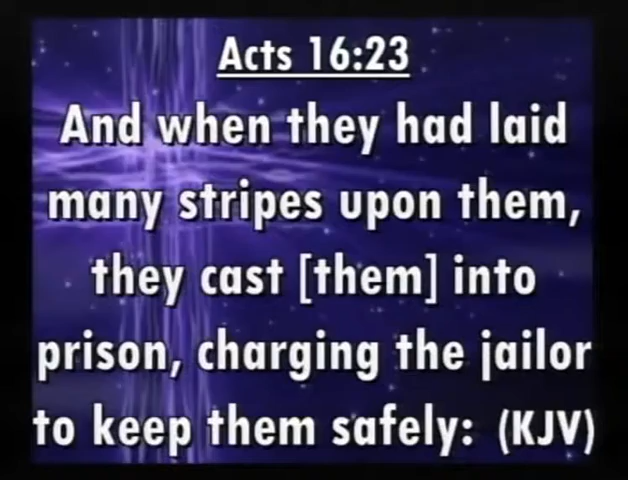 Acts 16:23
And when they had laid
many stripes upon them,
they cast [them] into
prison, charging the jailor
to keep them safely: (KJV)